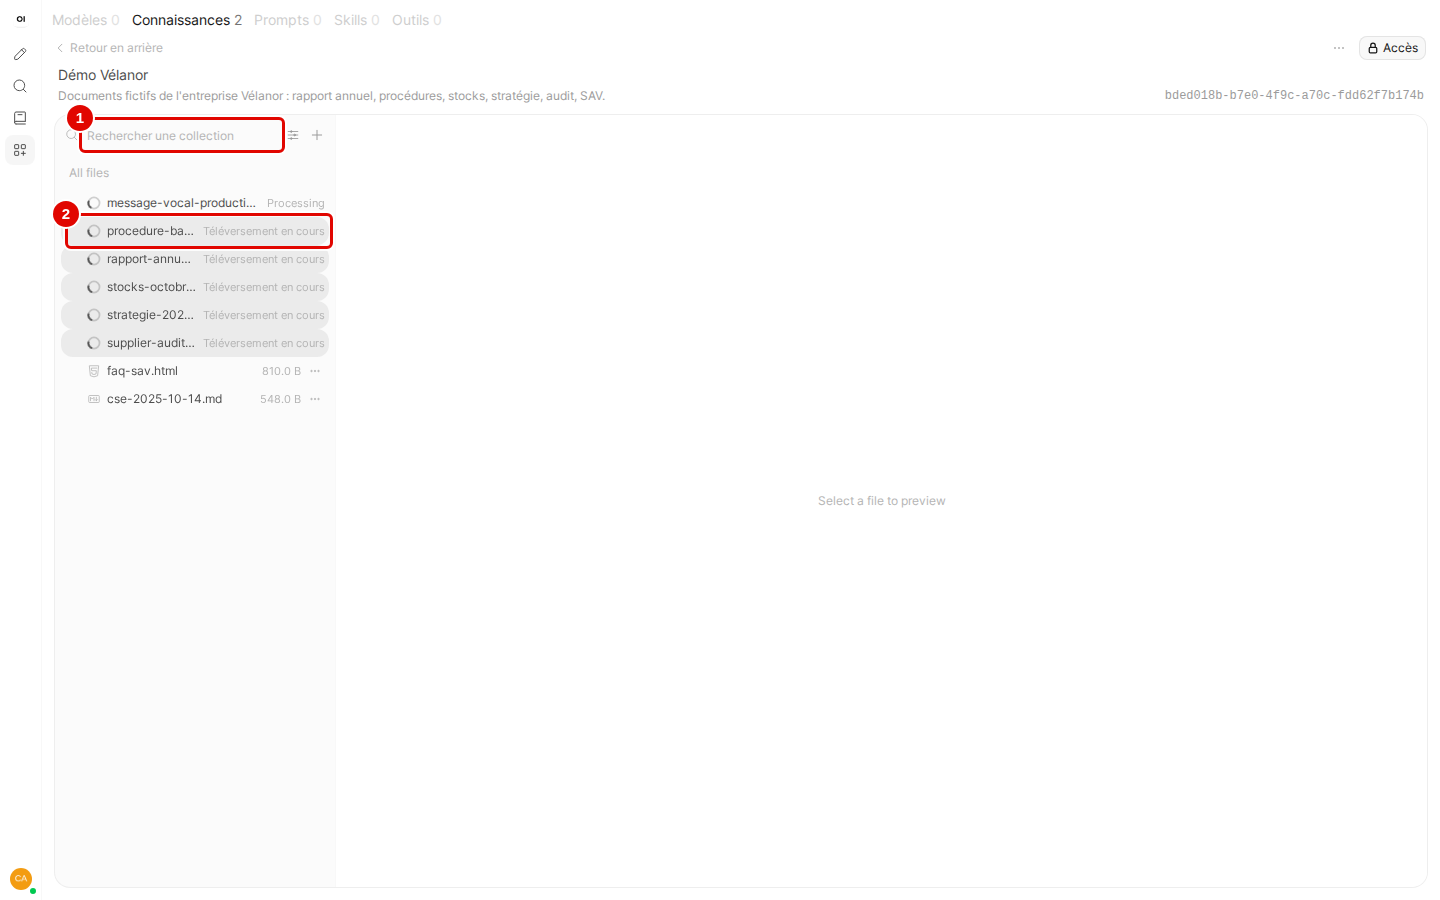 OI
Modèles 0 Connaissances 2 Prompts 0 Skills 0 Outils 0
Retour en arrière
Accès
Démo Vélanor
Documents fictifs de l'entreprise Vélanor : rapport annuel, procédures, stocks, stratégie, audit, SAV.
bded018b-b7e0-4f9c-a70c-fdd62f7b174b
1
Rechercher une collection
All files
message-vocal-producti... Processing
2
procedure-ba... Téléversement en cours
rapport-annu... Téléversement en cours
stocks-octobr... Téléversement en cours
strategie-202... Téléversement en cours
supplier-audit... Téléversement en cours
faq-sav.html 810.0 B
cse-2025-10-14.md 548.0 B
Select a file to preview
CA